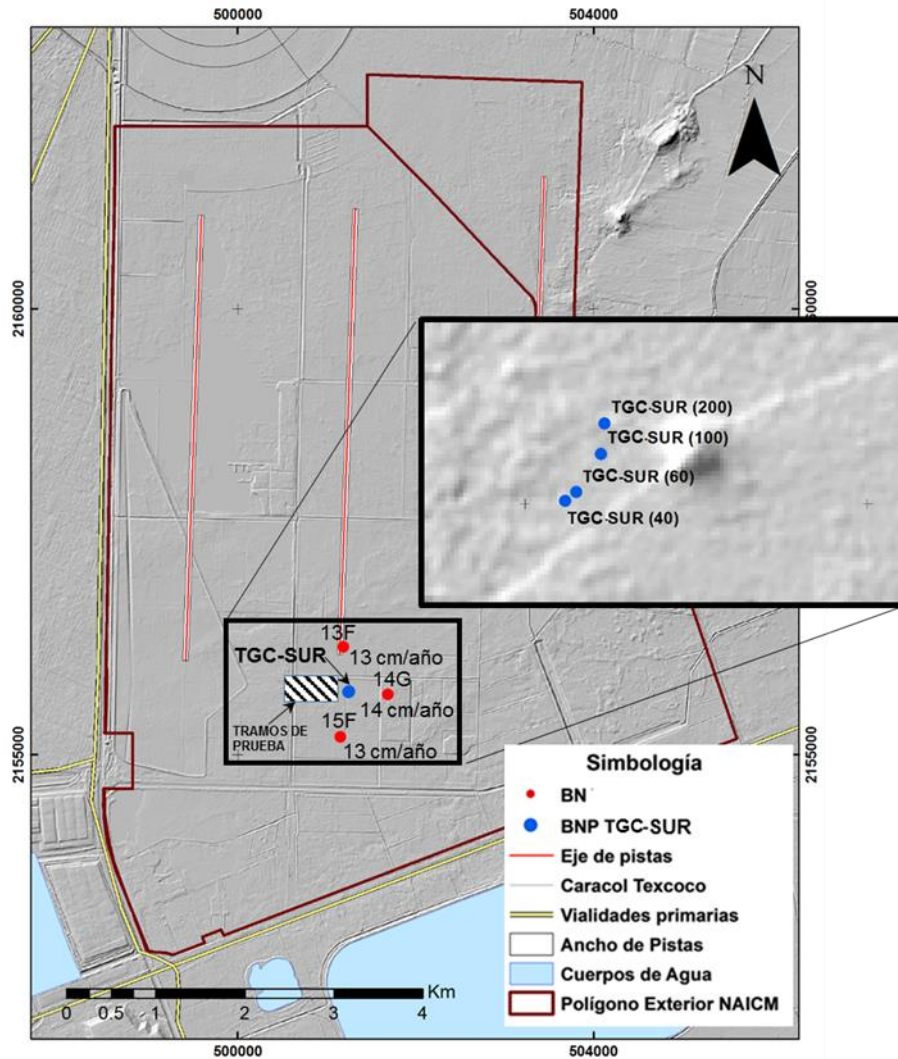 500000
504000
N
2160000
60000
TGC-SUR (200)
TGC-SUR (100)
TGC-SUR (60)
TGC-SUR (40)
13F
TGC-SUR
13 cm/año
14G
14 cm/año
TRAMOS DE
PRUEBA
15F
13 cm/año
2155000
2155000
Simbología
BN
BNP TGC-SUR
Eje de pistas
Caracol Texcoco
Vialidades primarias
Ancho de Pistas
Cuerpos de Agua
Polígono Exterior NAICM
Km
0 0.5 1 2 3 4
500000
504000